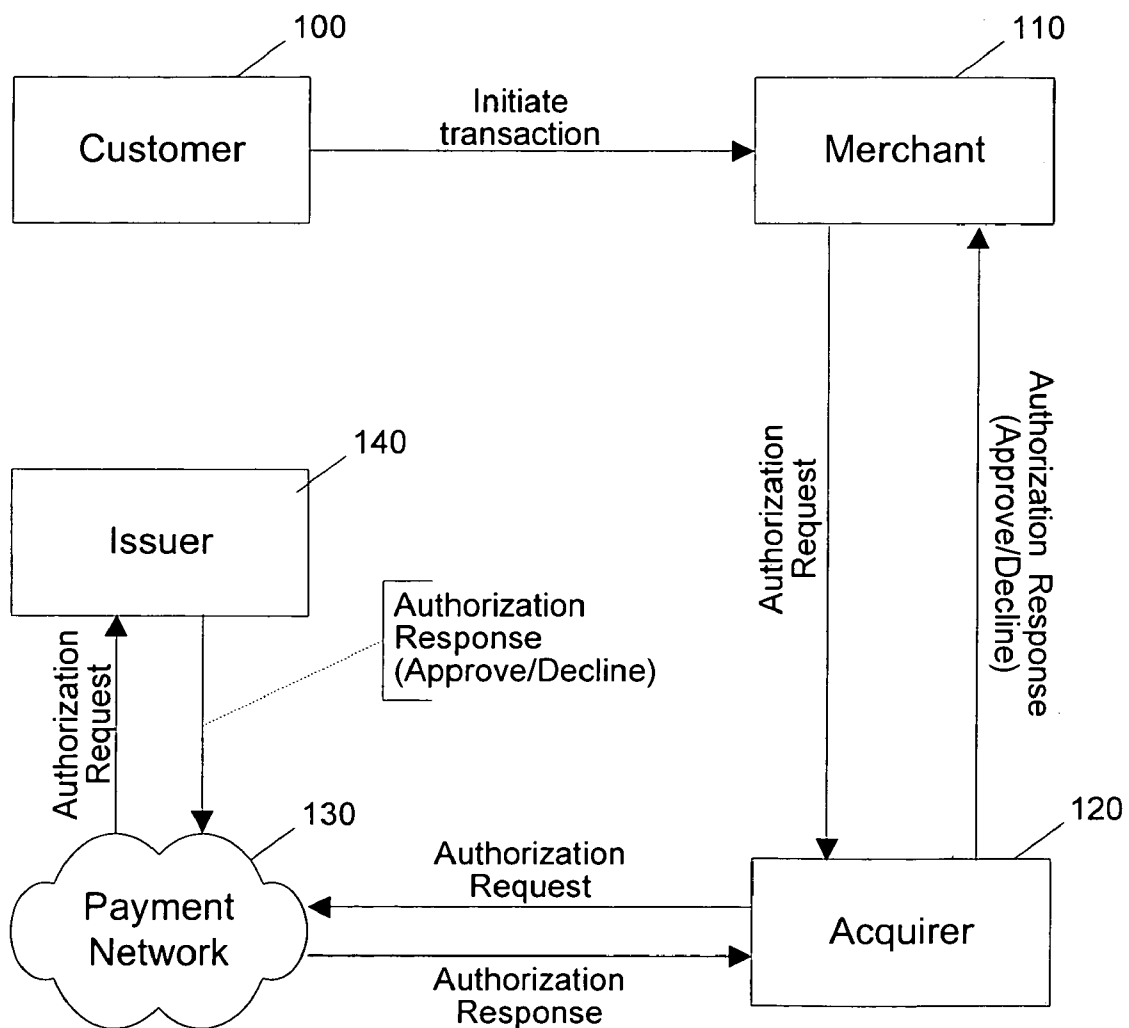 100
110
Customer
Initiate
transaction
Merchant
Authorization
Request
Authorization Response
(Approve/Decline)
140
Issuer
Authorization
Response
(Approve/Decline)
Authorization
Request
130
120
Payment
Network
Authorization
Request
Acquirer
Authorization
Response